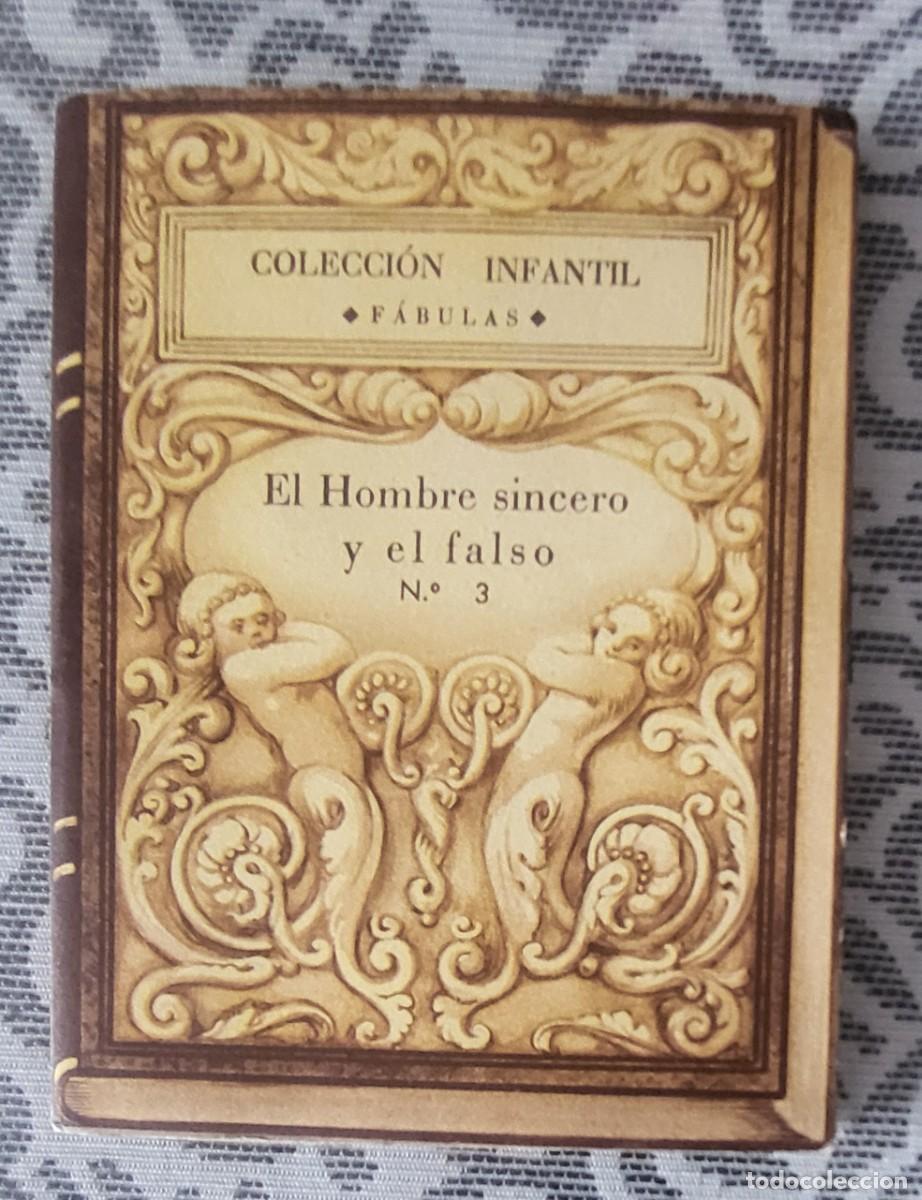 COLECCIÓN INFANTIL
◆ FÁBULAS ◆
El Hombre sincero
y el falso
N.º 3
todocoleccion